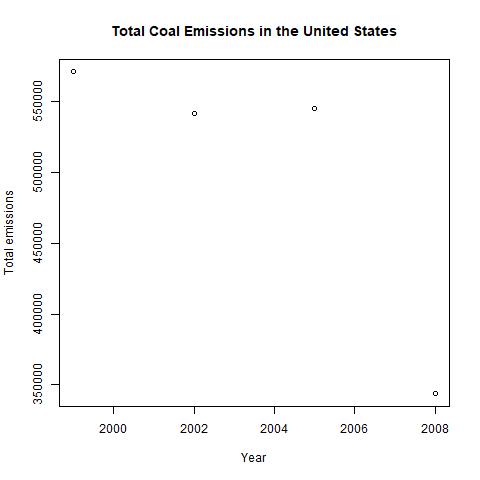 Total Coal Emissions in the United States
Total emissions
550000
500000
450000
400000
350000
2000 2002 2004 2006 2008
Year